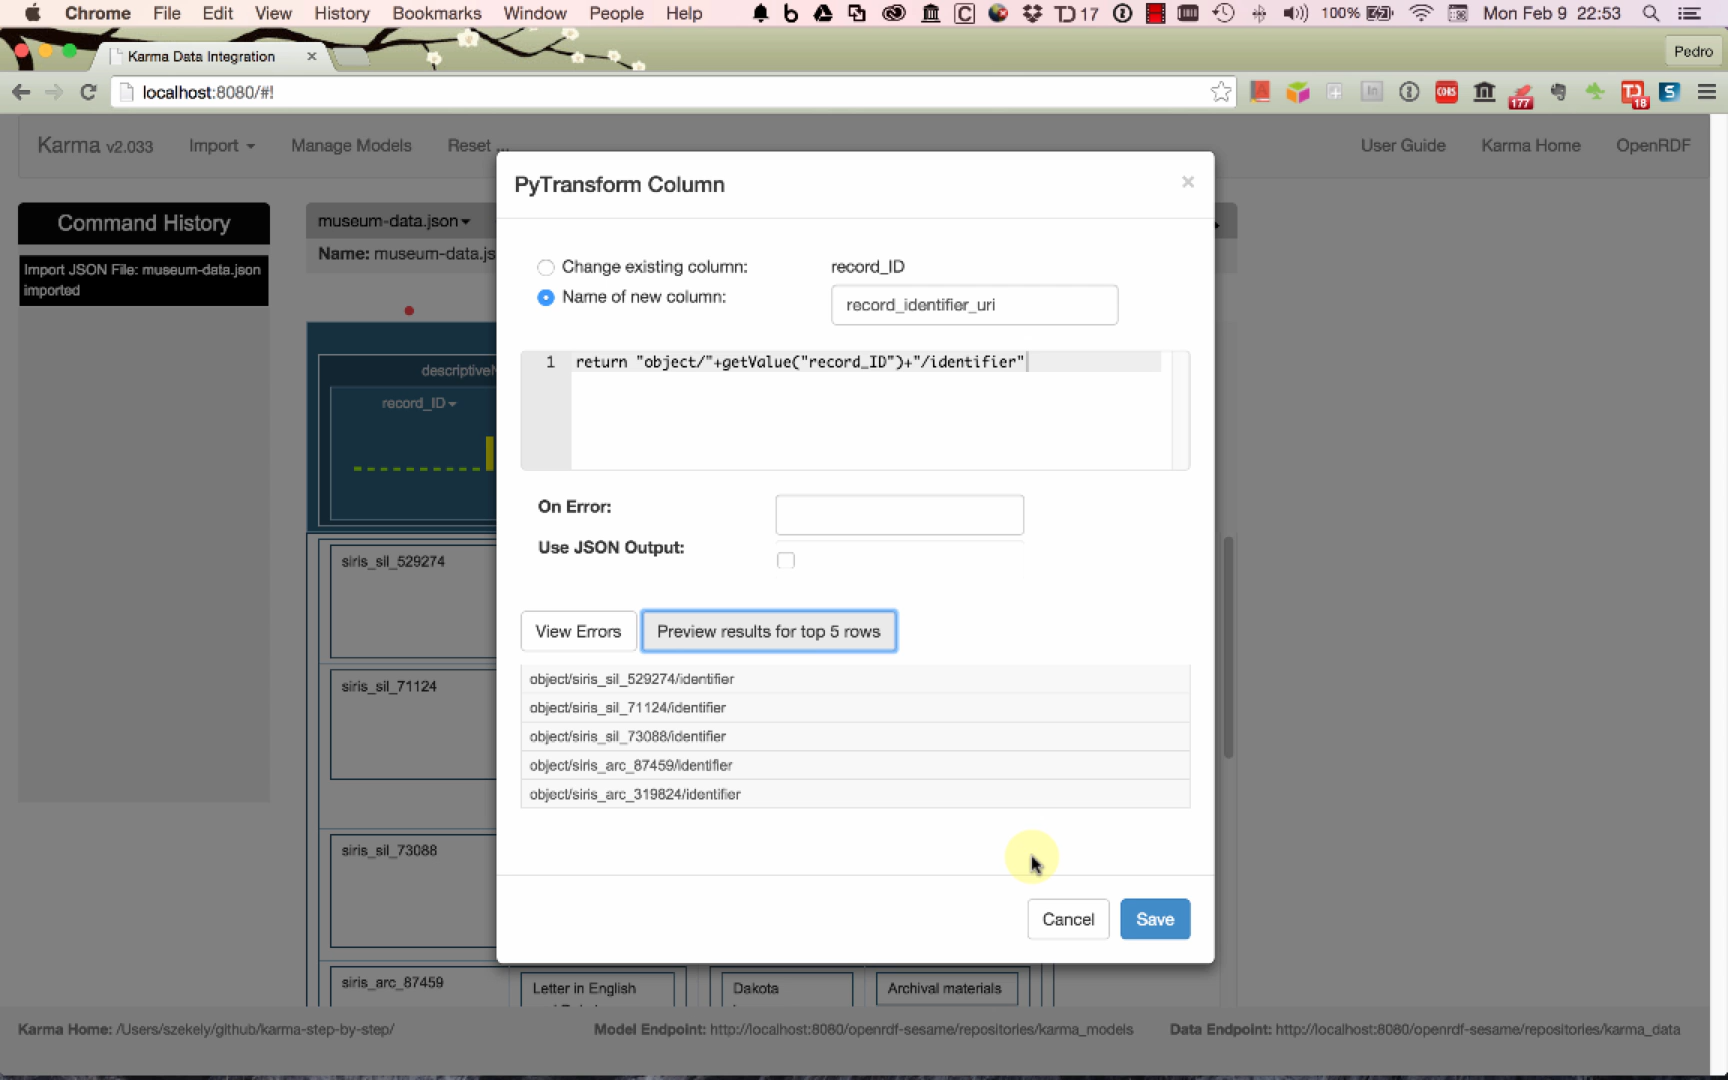 Chrome File Edit View History Bookmarks Window People Help 17 100% Mon Feb 9 22:53
Karma Data Integration × Pedro
localhost:8080/#!
CORS 177 18
Karma v2.033 Import Manage Models Reset ... User Guide Karma Home OpenRDF
PyTransform Column ×
Command History
museum-data.json
Name: museum-data.js
Import JSON File: museum-data.json
imported
Change existing column: record_ID
Name of new column: record_identifier_uri
1 return "object/"+getValue("record_ID")+"/identifier"
record_ID
On Error:
Use JSON Output:
siris_sil_529274
View Errors Preview results for top 5 rows
object/siris_sil_529274/identifier
siris_sil_71124
object/siris_sil_71124/identifier
object/siris_sil_73088/identifier
object/siris_arc_87459/identifier
object/siris_arc_319824/identifier
siris_sil_73088
Cancel Save
siris_arc_87459 Letter in English Dakota Archival materials
Karma Home: /Users/szekely/github/karma-step-by-step/ Model Endpoint: http://localhost:8080/openrdf-sesame/repositories/karma_models Data Endpoint: http://localhost:8080/openrdf-sesame/repositories/karma_data